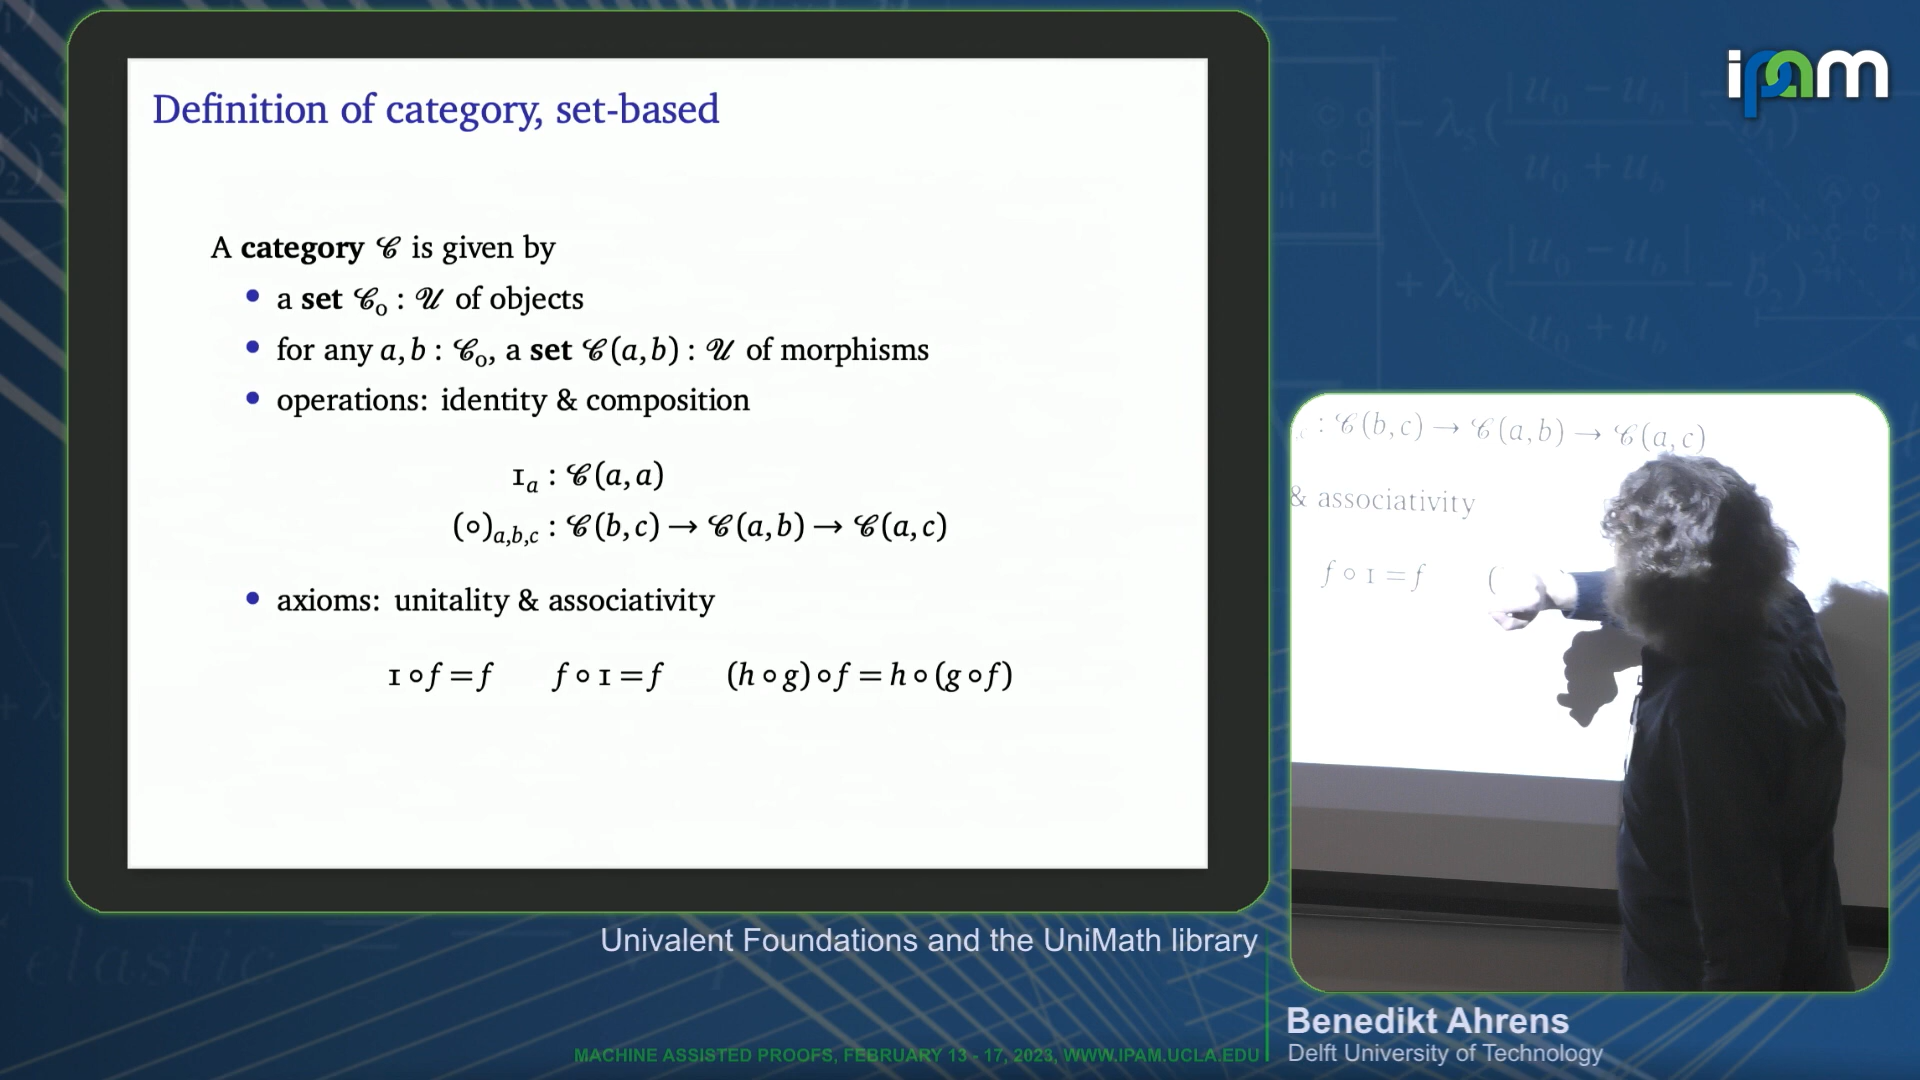 Definition of category, set-based
A category 𝒞 is given by
• a set 𝒞₀ : 𝒰 of objects
• for any a, b : 𝒞₀, a set 𝒞(a, b) : 𝒰 of morphisms
• operations: identity & composition
1ₐ : 𝒞(a, a)
(∘)a,b,c : 𝒞(b, c) → 𝒞(a, b) → 𝒞(a, c)
• axioms: unitality & associativity
1 ∘ f = f f ∘ 1 = f (h ∘ g) ∘ f = h ∘ (g ∘ f)
ipam
: 𝒞(b, c) → 𝒞(a, b) → 𝒞(a, c)
& associativity
f ∘ 1 = f (
Univalent Foundations and the UniMath library
Benedikt Ahrens
Delft University of Technology
MACHINE ASSISTED PROOFS, FEBRUARY 13 - 17, 2023, WWW.IPAM.UCLA.EDU